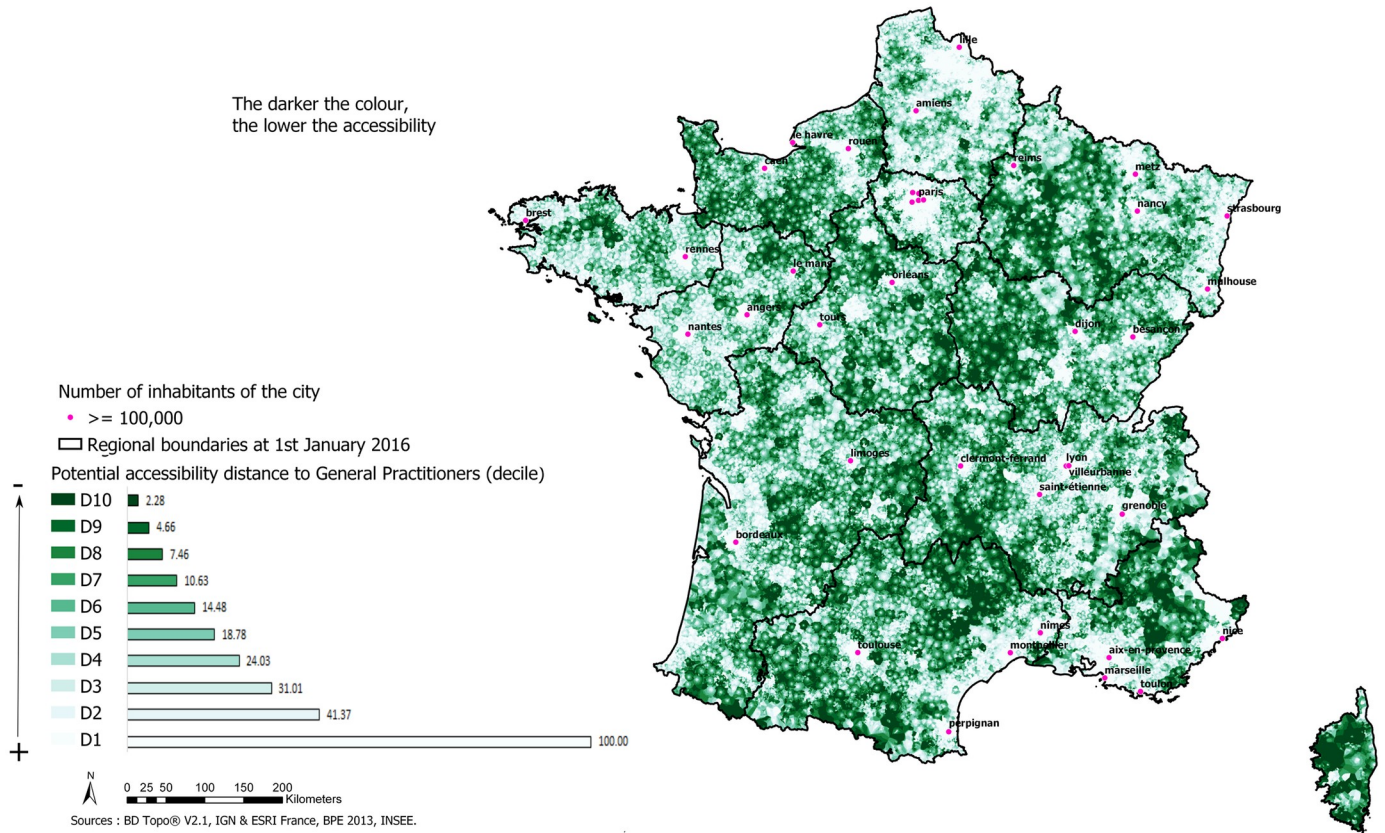 The darker the colour,
the lower the accessibility
lille
amiens
le havre
rouen
caen
reims
metz
paris
nancy
strasbourg
brest
rennes
le mans
orléans
mulhouse
angers
tours
nantes
dijon
besançon
limoges
clermont-ferrand
lyon
villeurbanne
saint-étienne
grenoble
bordeaux
nîmes
nice
toulouse
montpellier
aix-en-provence
marseille
toulon
perpignan
Number of inhabitants of the city
>= 100,000
Regional boundaries at 1st January 2016
Potential accessibility distance to General Practitioners (decile)
-
D10 2.28
D9 4.66
D8 7.46
D7 10.63
D6 14.48
D5 18.78
D4 24.03
D3 31.01
D2 41.37
D1 100.00
+
N
0 25 50 100 150 200
Kilometers
Sources : BD Topo® V2.1, IGN & ESRI France, BPE 2013, INSEE.